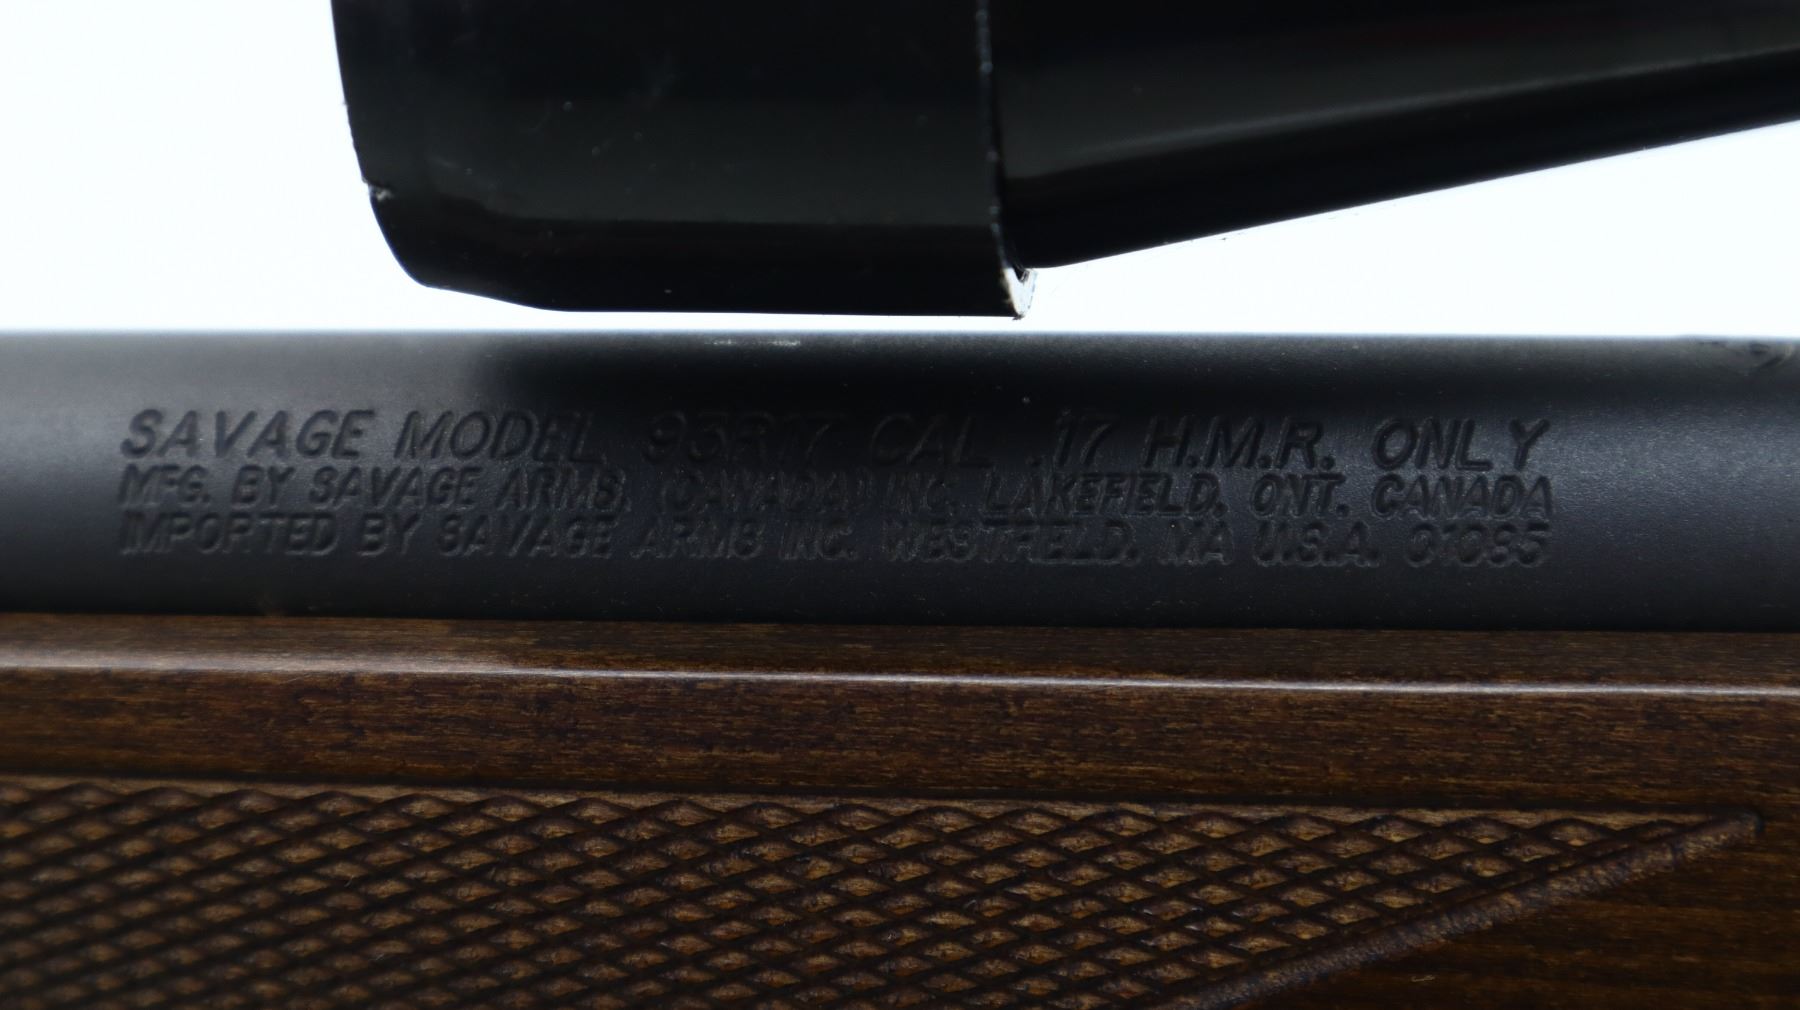 SAVAGE MODEL 93R17 CAL .17 H.M.R. ONLY
MFG. BY SAVAGE ARMS (CANADA) INC. LAKEFIELD. ONT. CANADA
IMPORTED BY SAVAGE ARMS INC. WESTFIELD. MA U.S.A. 01085